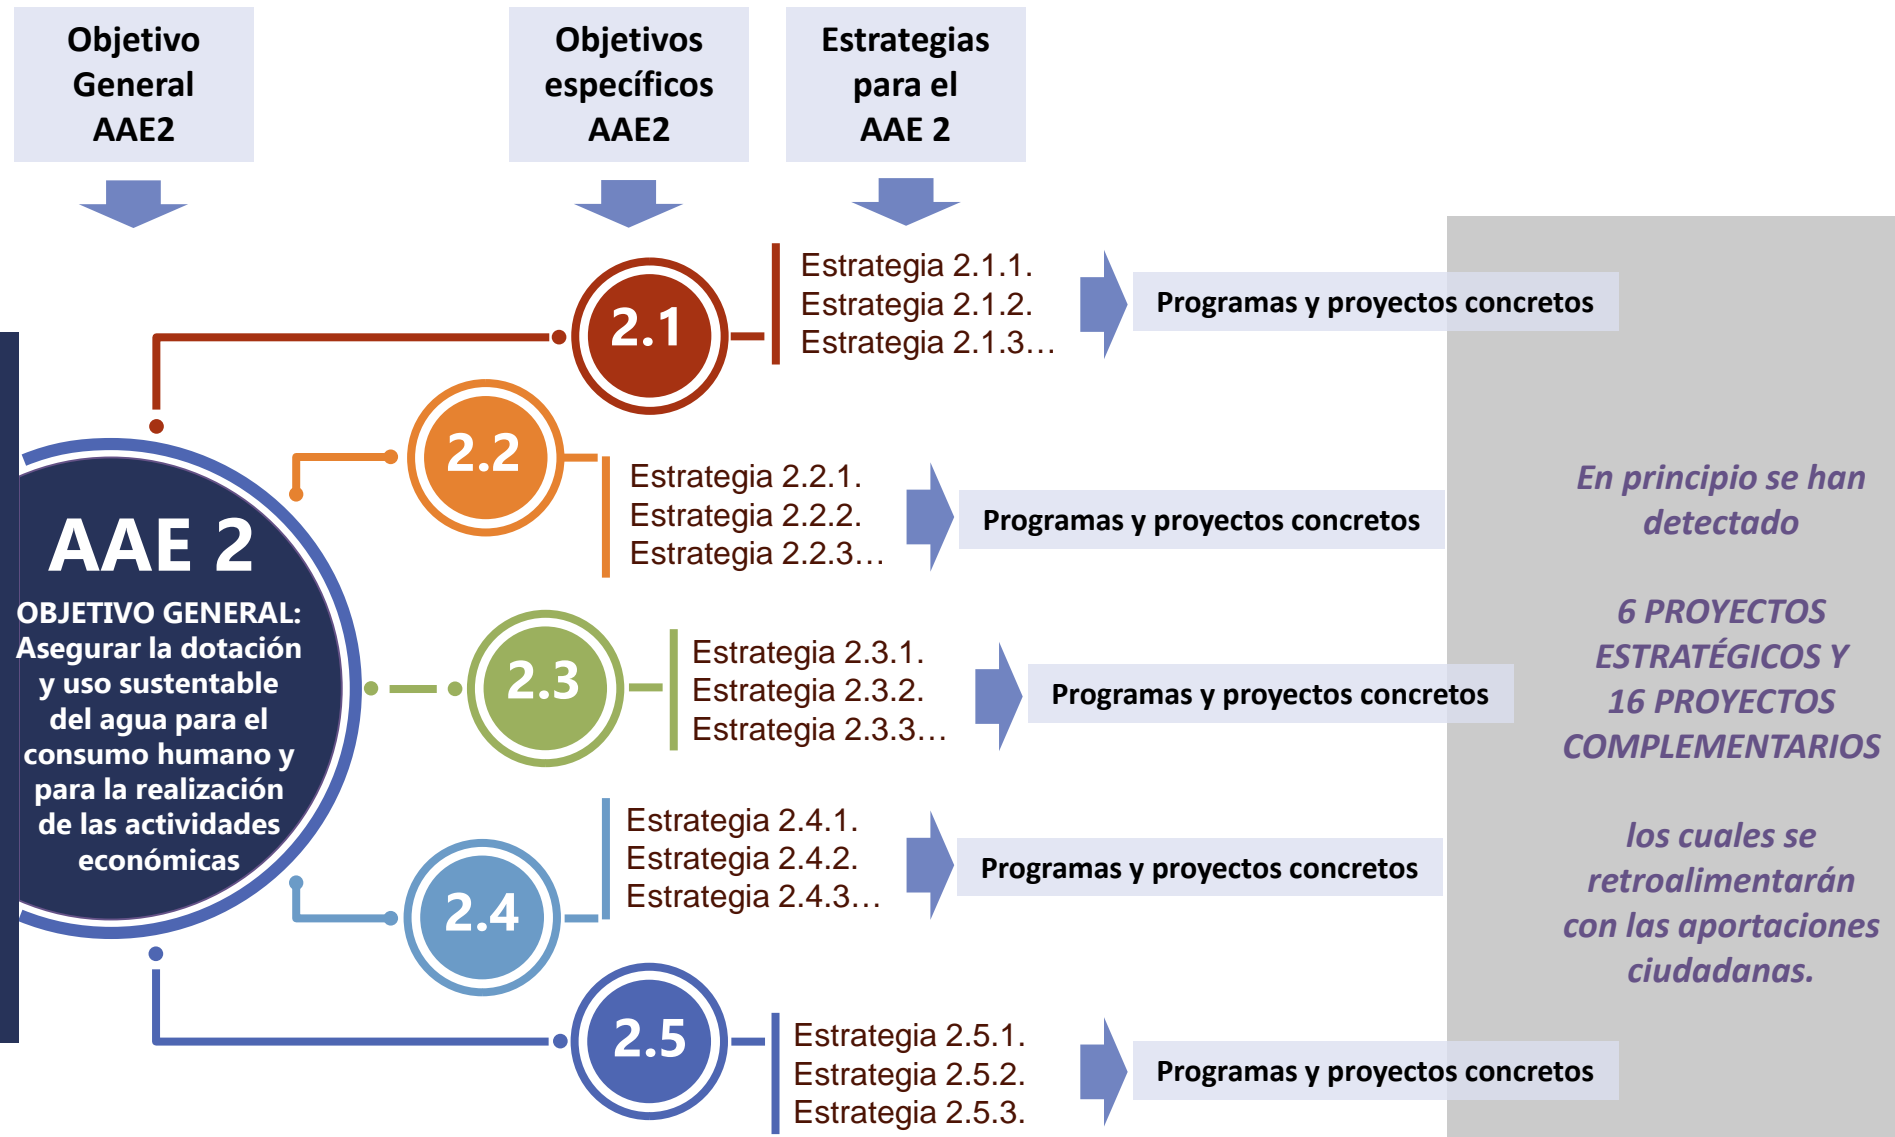 Objetivo
General
AAE2
Objetivos
específicos
AAE2
Estrategias
para el
AAE 2
AAE 2
OBJETIVO GENERAL:
Asegurar la dotación
y uso sustentable
del agua para el
consumo humano y
para la realización
de las actividades
económicas
2.1
Estrategia 2.1.1.
Estrategia 2.1.2.
Estrategia 2.1.3…
Programas y proyectos concretos
2.2
Estrategia 2.2.1.
Estrategia 2.2.2.
Estrategia 2.2.3…
Programas y proyectos concretos
2.3
Estrategia 2.3.1.
Estrategia 2.3.2.
Estrategia 2.3.3…
Programas y proyectos concretos
2.4
Estrategia 2.4.1.
Estrategia 2.4.2.
Estrategia 2.4.3…
Programas y proyectos concretos
2.5
Estrategia 2.5.1.
Estrategia 2.5.2.
Estrategia 2.5.3.
Programas y proyectos concretos
En principio se han
detectado
6 PROYECTOS
ESTRATÉGICOS Y
16 PROYECTOS
COMPLEMENTARIOS
los cuales se
retroalimentarán
con las aportaciones
ciudadanas.